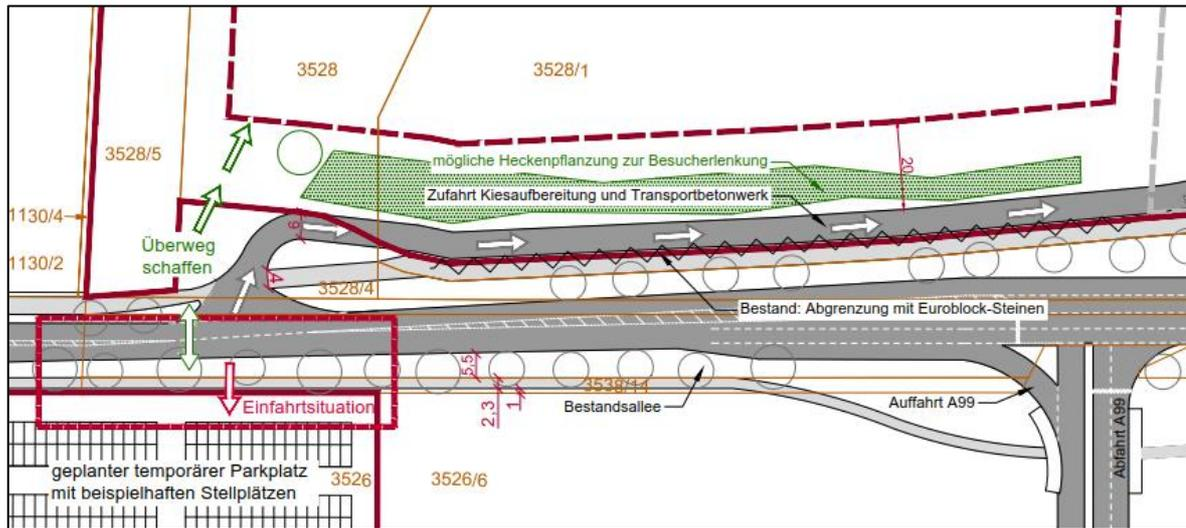 3528
3528/1
3528/5
mögliche Heckenpflanzung zur Besucherlenkung
20
Zufahrt Kiesaufbereitung und Transportbetonwerk
1130/4
6
Überweg
schaffen
1130/2
4
3528/4
Bestand: Abgrenzung mit Euroblock-Steinen
5,5
3538/14
Einfahrtsituation
2,3
1
Bestandsallee
Auffahrt A99
Abfahrt A99
geplanter temporärer Parkplatz
mit beispielhaften Stellplätzen
3526
3526/6